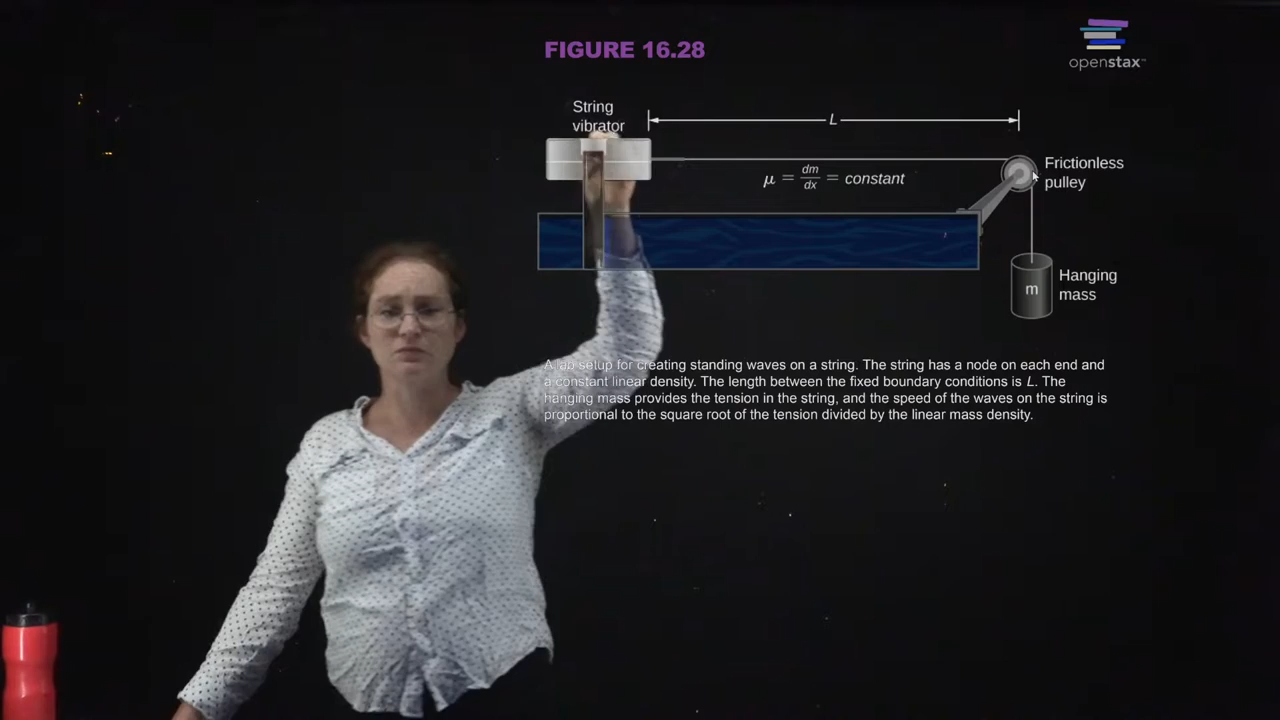 FIGURE 16.28
openstax™
String
vibrator
L
Frictionless
pulley
μ = dm/dx = constant
Hanging
mass
m
A lab setup for creating standing waves on a string. The string has a node on each end and
a constant linear density. The length between the fixed boundary conditions is L. The
hanging mass provides the tension in the string, and the speed of the waves on the string is
proportional to the square root of the tension divided by the linear mass density.